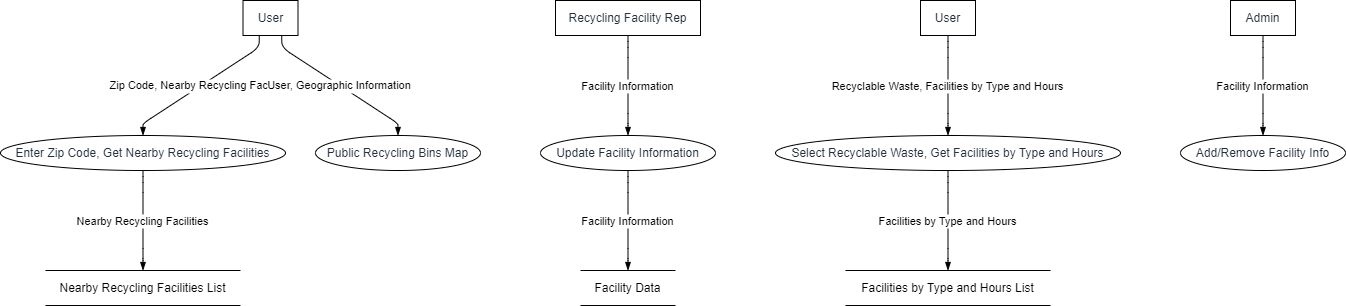 User
Recycling Facility Rep
User
Admin
Zip Code, Nearby Recycling FacUser, Geographic Information
Facility Information
Recyclable Waste, Facilities by Type and Hours
Facility Information
Enter Zip Code, Get Nearby Recycling Facilities
Public Recycling Bins Map
Update Facility Information
Select Recyclable Waste, Get Facilities by Type and Hours
Add/Remove Facility Info
Nearby Recycling Facilities
Facility Information
Facilities by Type and Hours
Nearby Recycling Facilities List
Facility Data
Facilities by Type and Hours List